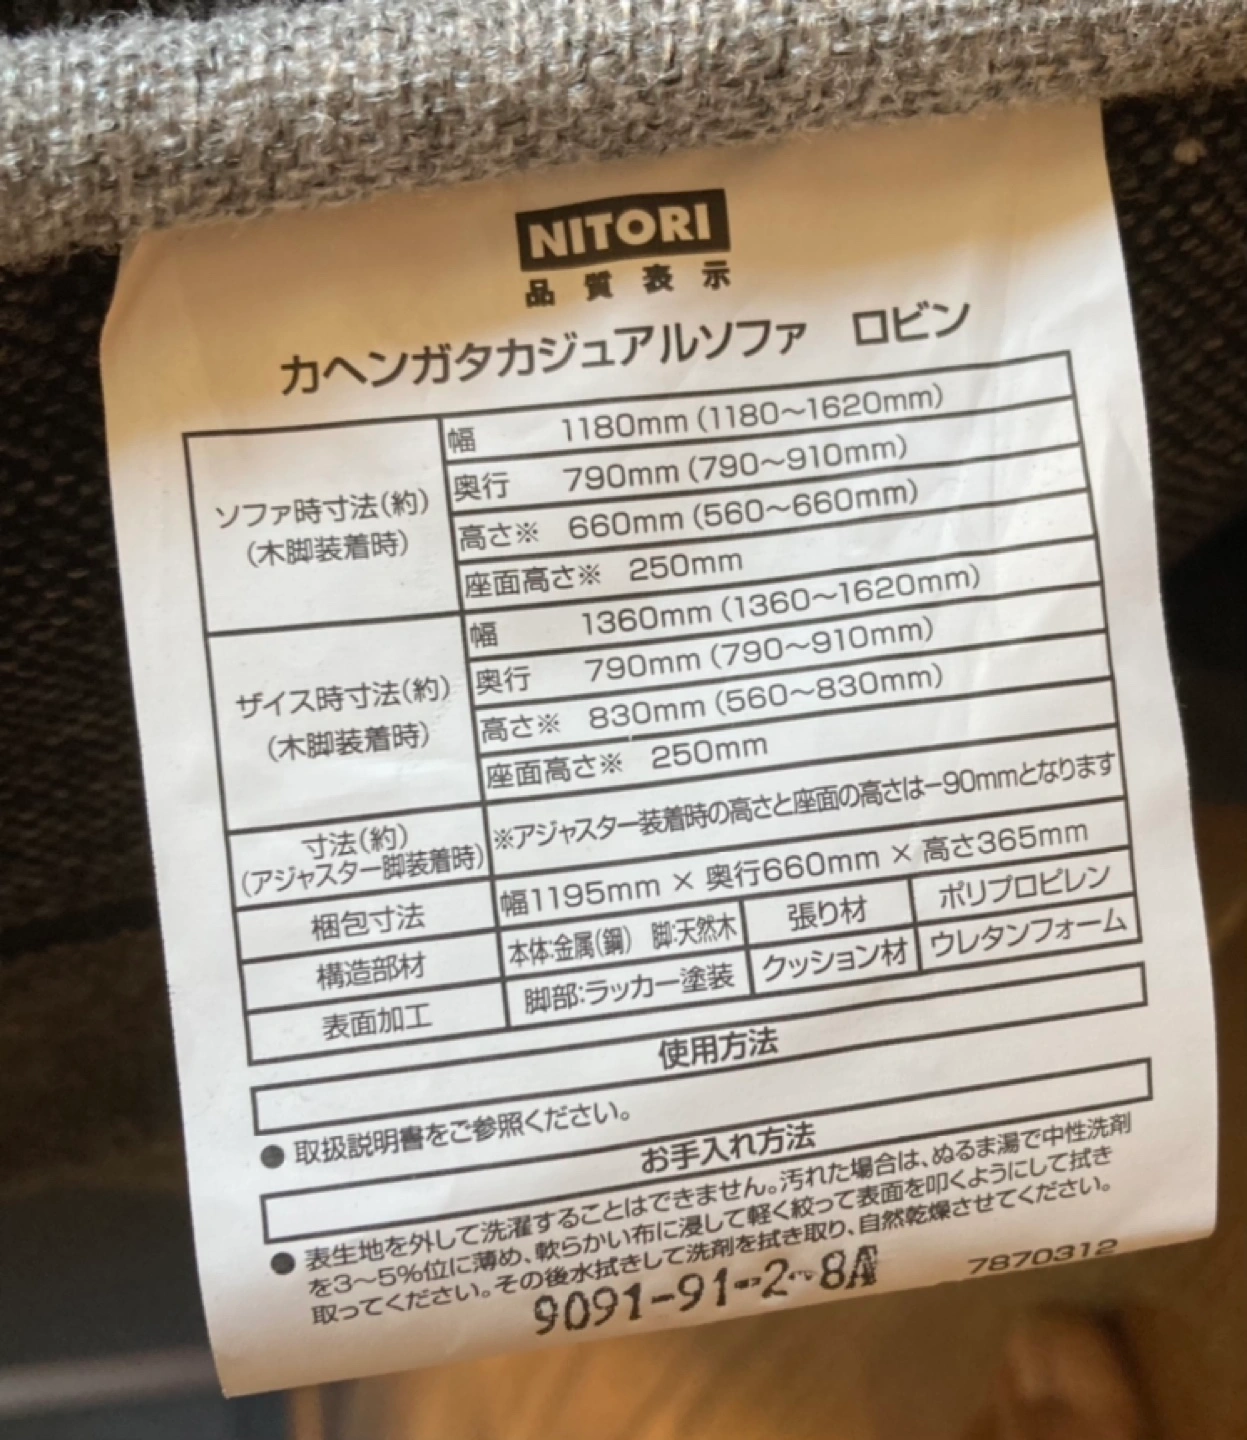 NITORI
品質表示
カヘンガタカジュアルソファ ロビン
ソファ時寸法(約)
(木脚装着時)
幅 1180mm(1180〜1620mm)
奥行 790mm(790〜910mm)
高さ※ 660mm(560〜660mm)
座面高さ※ 250mm
ザイス時寸法(約)
(木脚装着時)
幅 1360mm(1360〜1620mm)
奥行 790mm(790〜910mm)
高さ※ 830mm(560〜830mm)
座面高さ※ 250mm
寸法(約)
(アジャスター脚装着時)
※アジャスター装着時の高さと座面の高さは−90mmとなります
梱包寸法 幅1195mm × 奥行660mm × 高さ365mm
構造部材 本体:金属(鋼) 脚:天然木 張り材 ポリプロピレン
表面加工 脚部:ラッカー塗装 クッション材 ウレタンフォーム
使用方法
● 取扱説明書をご参照ください。
お手入れ方法
● 表生地を外して洗濯することはできません。汚れた場合は、ぬるま湯で中性洗剤
を3〜5%位に薄め、軟らかい布に浸して軽く絞って表面を叩くようにして拭き
取ってください。その後水拭きして洗剤を拭き取り、自然乾燥させてください。
9091-91-2-8A
7870312